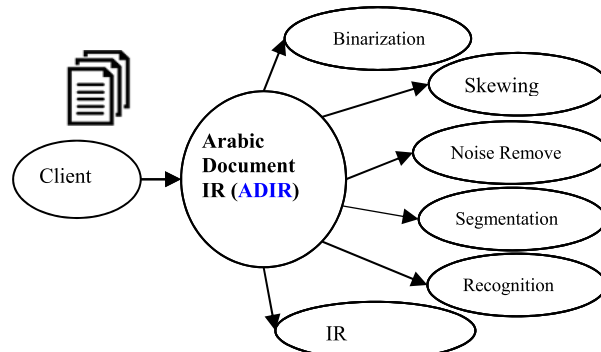 Binarization
Skewing
Client
Arabic
Document
IR (ADIR)
Noise Remove
Segmentation
Recognition
IR